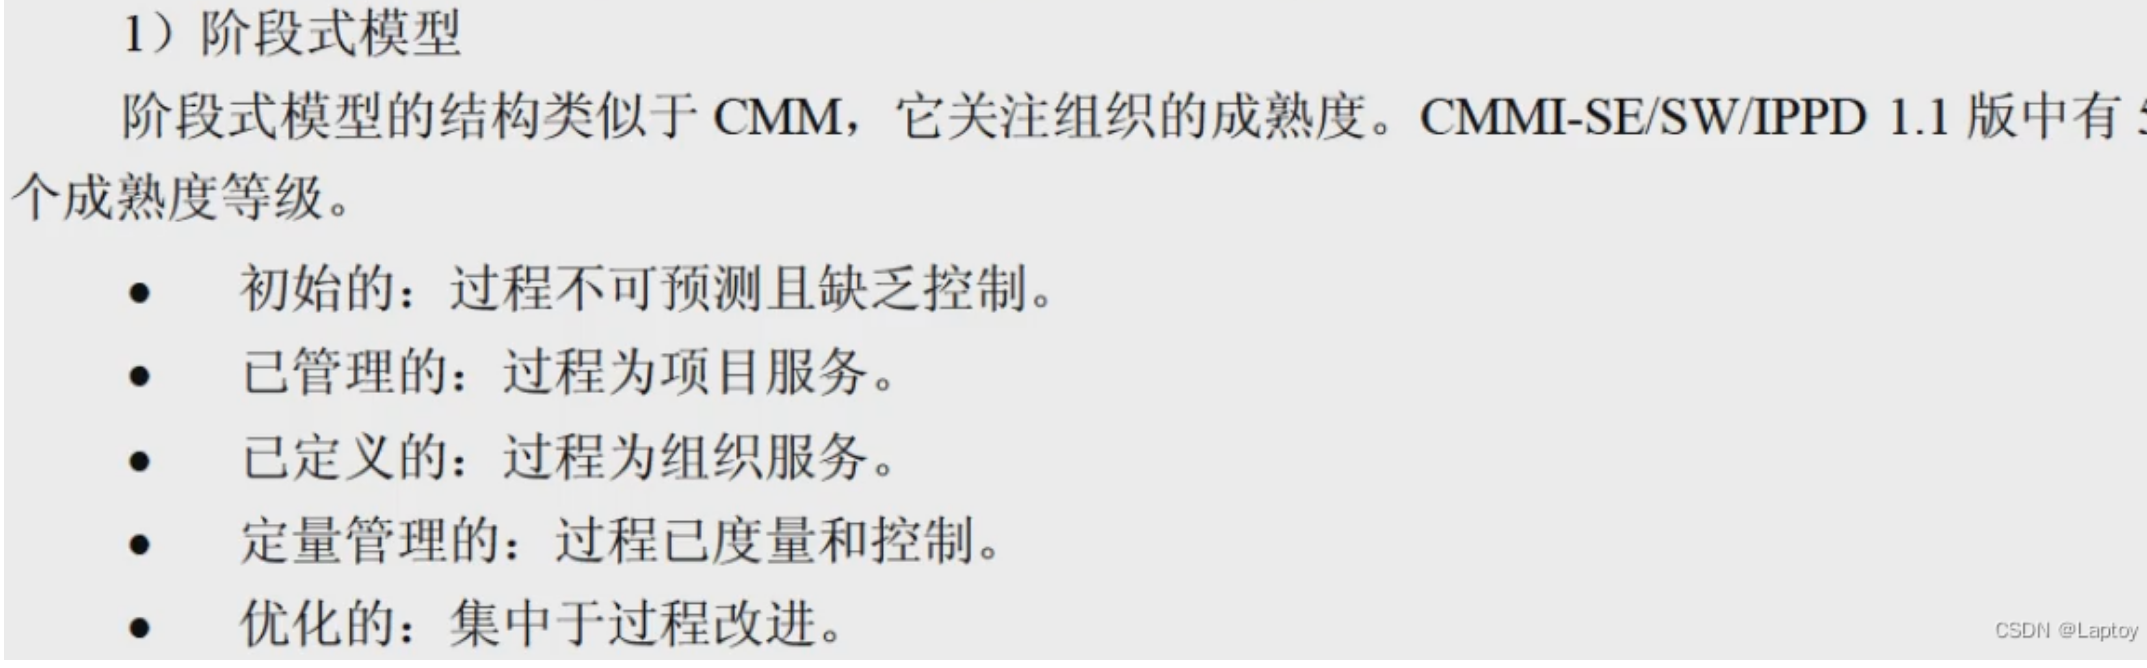 1）阶段式模型
阶段式模型的结构类似于 CMM，它关注组织的成熟度。CMMI-SE/SW/IPPD 1.1 版中有 5
个成熟度等级。
● 初始的：过程不可预测且缺乏控制。
● 已管理的：过程为项目服务。
● 已定义的：过程为组织服务。
● 定量管理的：过程已度量和控制。
● 优化的：集中于过程改进。
CSDN @Laptoy